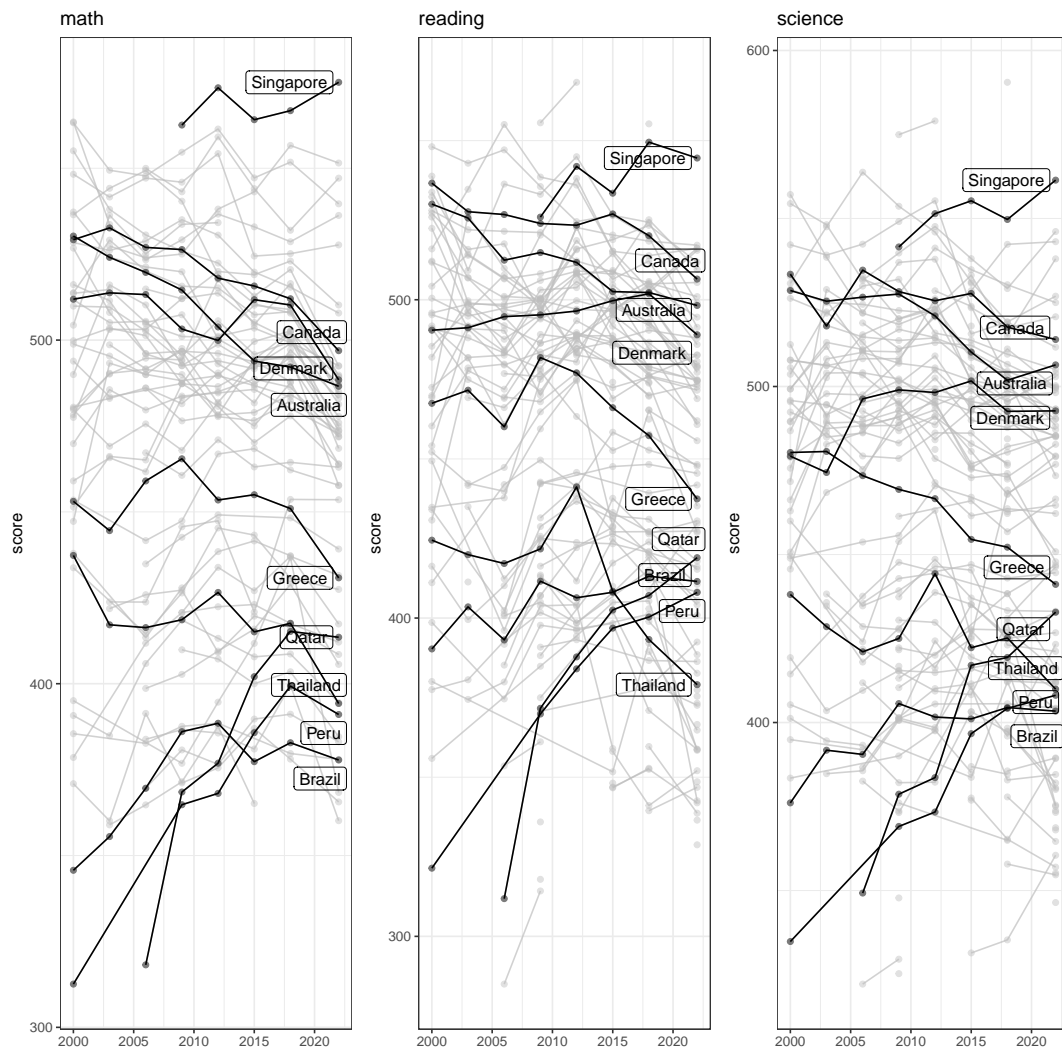 math
score
500
400
300
2000
2005
2010
2015
2020
Singapore
Canada
Denmark
Australia
Greece
Qatar
Thailand
Peru
Brazil
reading
score
500
400
300
2000
2005
2010
2015
2020
Singapore
Canada
Australia
Denmark
Greece
Qatar
Brazil
Peru
Thailand
science
score
600
500
400
2000
2005
2010
2015
2020
Singapore
Canada
Australia
Denmark
Greece
Qatar
Thailand
Peru
Brazil